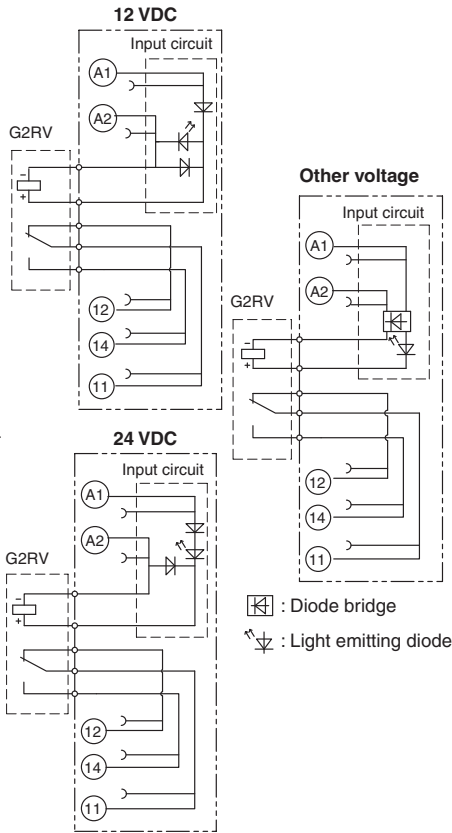 12 VDC
Input circuit
A1
A2
G2RV
–
+
12
14
11
Other voltage
Input circuit
A1
A2
G2RV
–
+
12
14
11
24 VDC
Input circuit
A1
A2
G2RV
–
+
12
14
11
: Diode bridge
: Light emitting diode